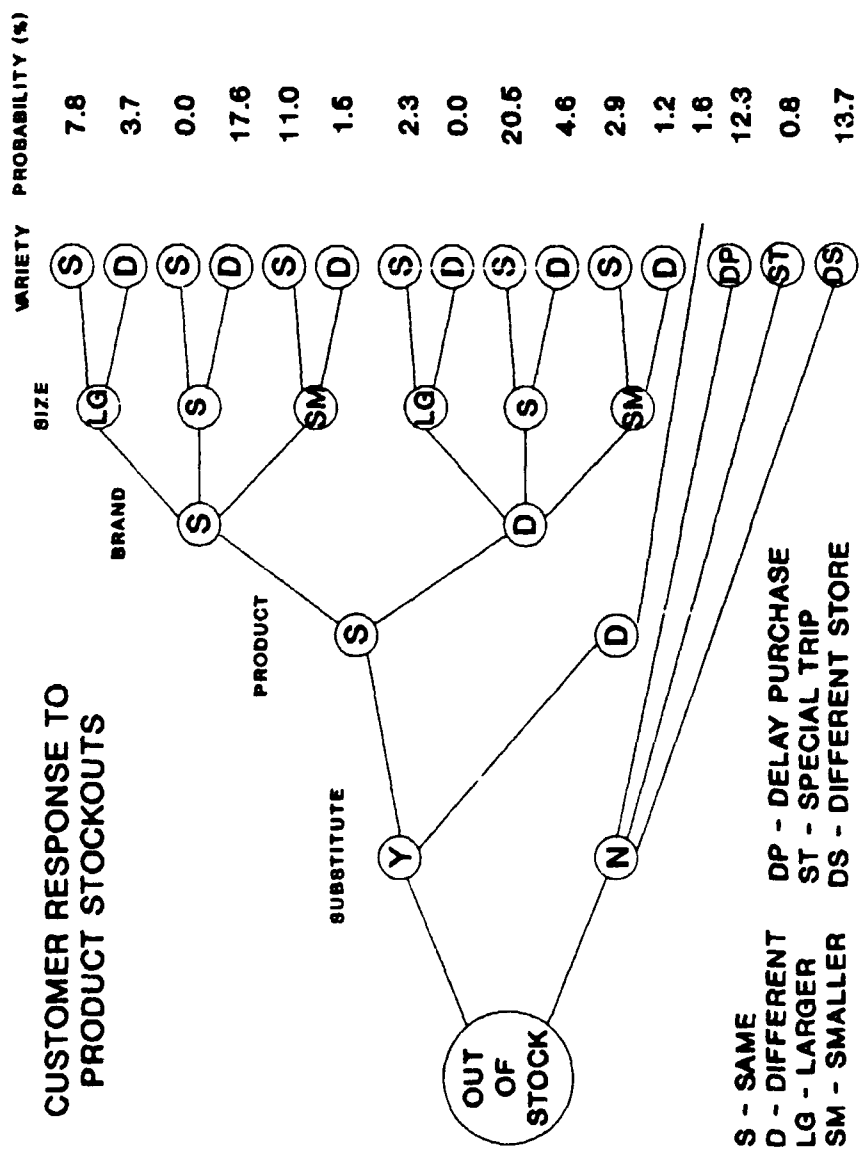 CUSTOMER RESPONSE TO
PRODUCT STOCKOUTS
SUBSTITUTE
PRODUCT
BRAND
SIZE
VARIETY
PROBABILITY (%)
OUT
OF
STOCK
Y
N
S
D
S
D
LG
S
SM
LG
S
SM
S 7.8
D 3.7
S 0.0
D 17.6
S 11.0
D 1.5
S 2.3
D 0.0
S 20.5
D 4.6
S 2.9
D 1.2
1.6
DP 12.3
ST 0.8
DS 13.7
S - SAME
D - DIFFERENT
LG - LARGER
SM - SMALLER
DP - DELAY PURCHASE
ST - SPECIAL TRIP
DS - DIFFERENT STORE